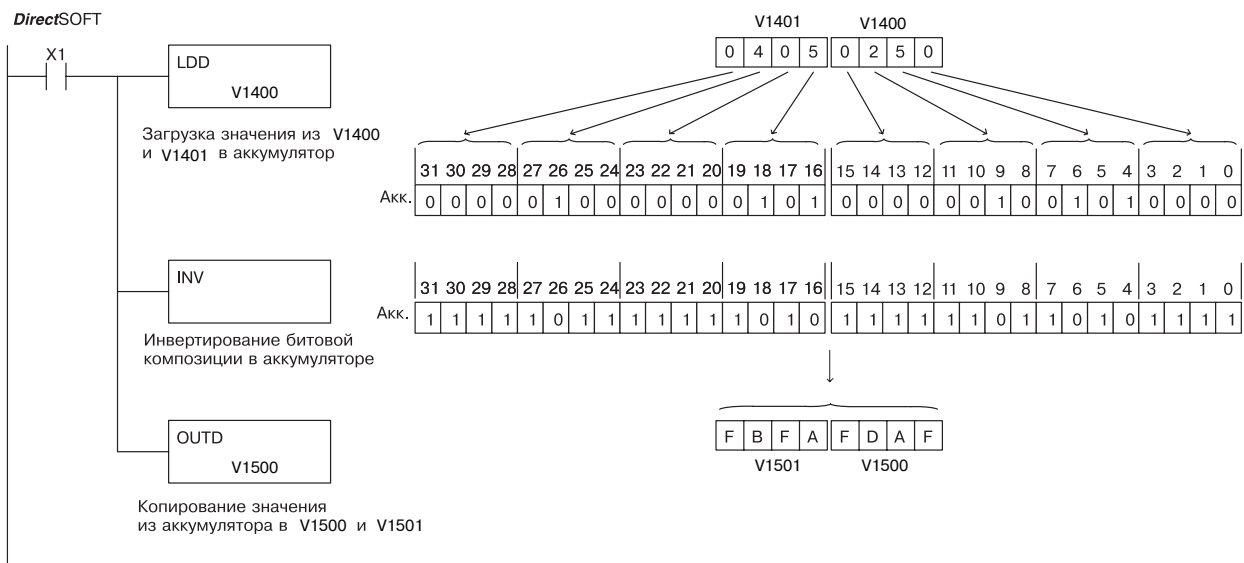 DirectSOFT
X1
LDD
V1400
Загрузка значения из V1400
и V1401 в аккумулятор
V1401 V1400
0 4 0 5 0 2 5 0
31 30 29 28 27 26 25 24 23 22 21 20 19 18 17 16 15 14 13 12 11 10 9 8 7 6 5 4 3 2 1 0
Акк. 0 0 0 0 0 1 0 0 0 0 0 0 0 1 0 1 0 0 0 0 0 0 1 0 0 1 0 1 0 0 0 0
INV
Инвертирование битовой
композиции в аккумуляторе
31 30 29 28 27 26 25 24 23 22 21 20 19 18 17 16 15 14 13 12 11 10 9 8 7 6 5 4 3 2 1 0
Акк. 1 1 1 1 1 0 1 1 1 1 1 1 1 0 1 0 1 1 1 1 1 1 0 1 1 0 1 0 1 1 1 1
OUTD
V1500
Копирование значения
из аккумулятора в V1500 и V1501
F B F A F D A F
V1501 V1500